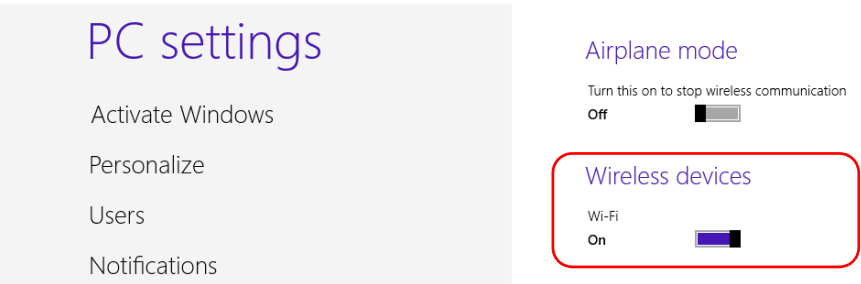 PC settings
Activate Windows
Personalize
Users
Notifications
Airplane mode
Turn this on to stop wireless communication
Off
Wireless devices
Wi-Fi
On